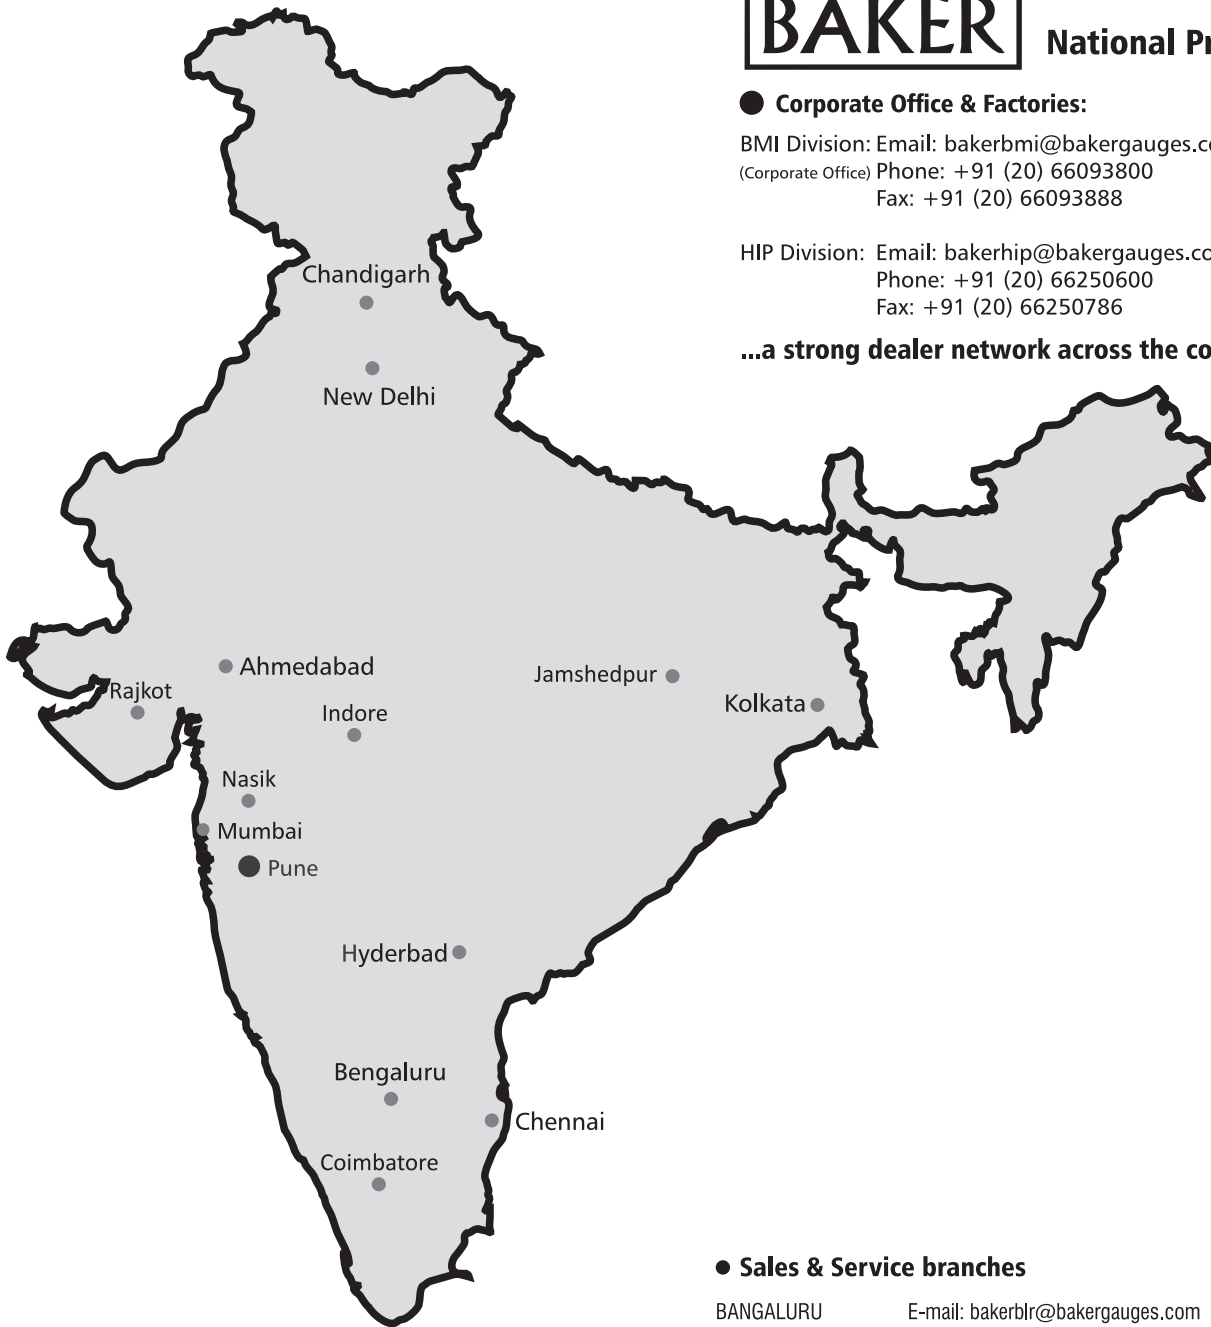 BAKER
National Pr
Corporate Office & Factories:
BMI Division: Email: bakerbmi@bakergauges.co
(Corporate Office) Phone: +91 (20) 66093800
Fax: +91 (20) 66093888
HIP Division: Email: bakerhip@bakergauges.co
Phone: +91 (20) 66250600
Fax: +91 (20) 66250786
...a strong dealer network across the co
Chandigarh
New Delhi
Ahmedabad
Jamshedpur
Rajkot
Kolkata
Indore
Nasik
Mumbai
Pune
Hyderbad
Bengaluru
Chennai
Coimbatore
• Sales & Service branches
BANGALURU E-mail: bakerblr@bakergauges.com